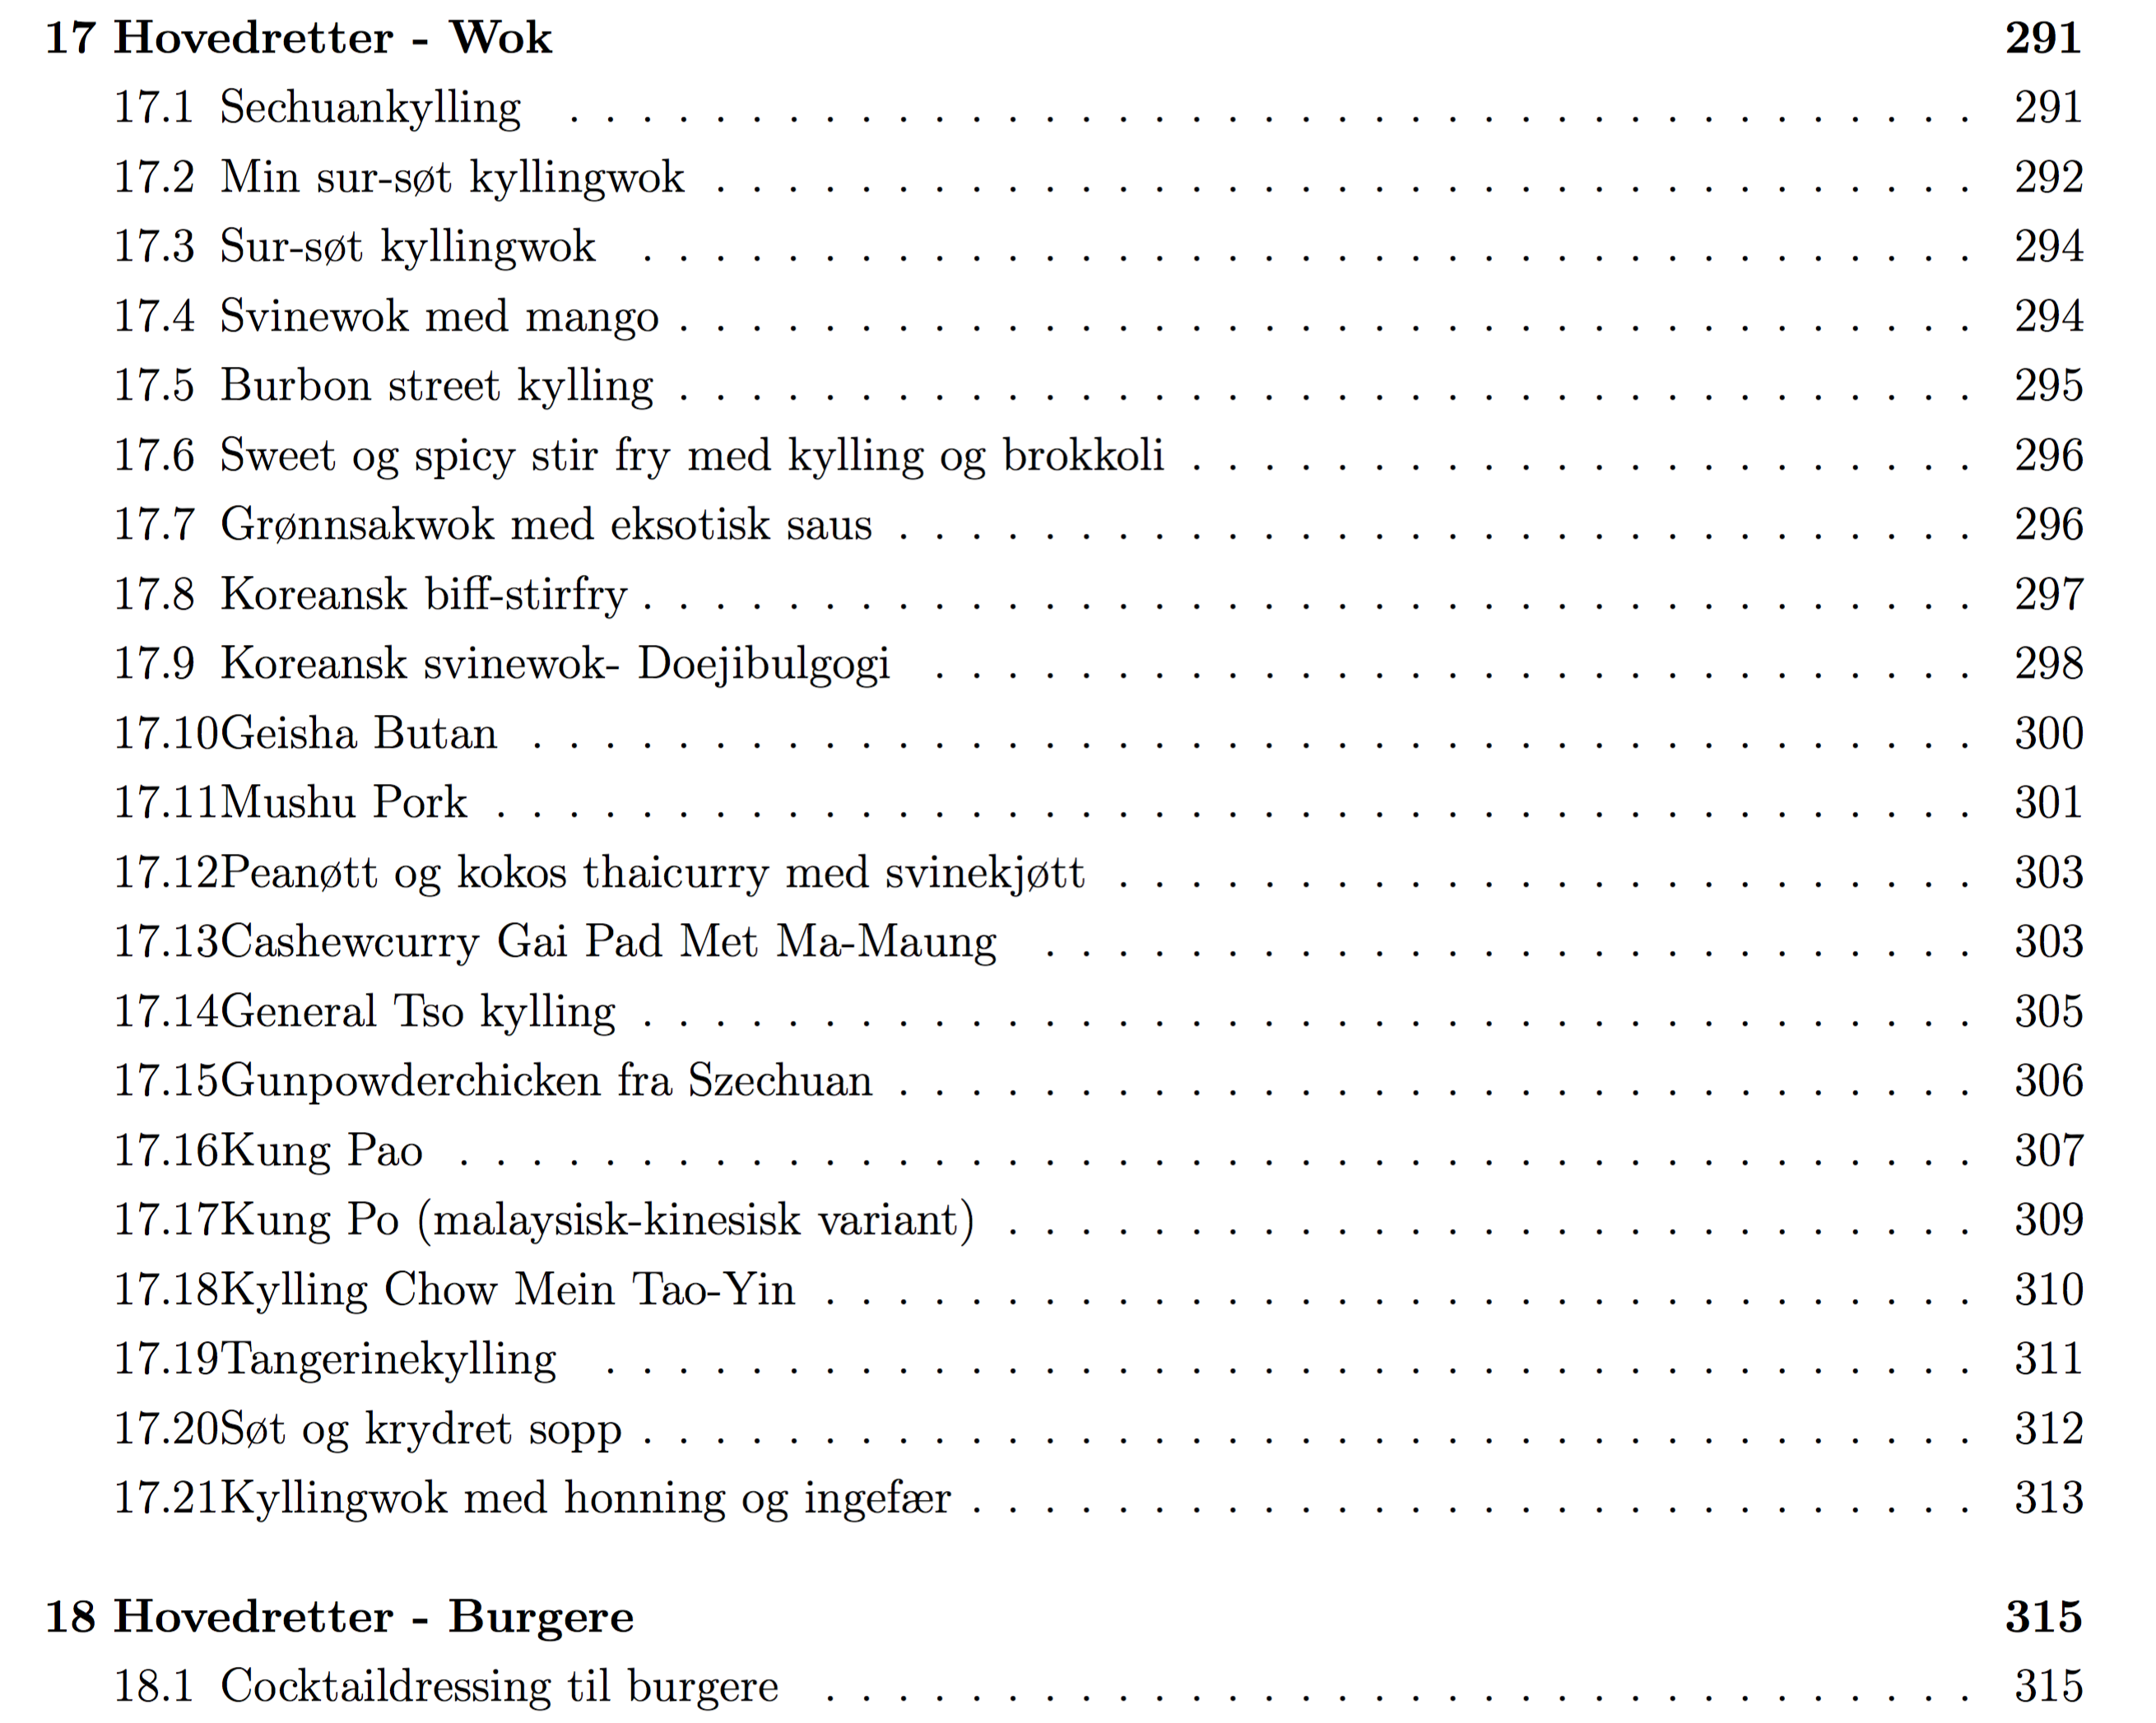 17 Hovedretter - Wok 291
17.1 Sechuankylling . . . . . . . . . . . . . . . . . . . . . . . . . . . . . . . . . . . . . . . 291
17.2 Min sur-søt kyllingwok . . . . . . . . . . . . . . . . . . . . . . . . . . . . . . . . . . . 292
17.3 Sur-søt kyllingwok . . . . . . . . . . . . . . . . . . . . . . . . . . . . . . . . . . . . . 294
17.4 Svinewok med mango . . . . . . . . . . . . . . . . . . . . . . . . . . . . . . . . . . . . 294
17.5 Burbon street kylling . . . . . . . . . . . . . . . . . . . . . . . . . . . . . . . . . . . . 295
17.6 Sweet og spicy stir fry med kylling og brokkoli . . . . . . . . . . . . . . . . . . . . . . 296
17.7 Grønnsakwok med eksotisk saus . . . . . . . . . . . . . . . . . . . . . . . . . . . . . . 296
17.8 Koreansk biff-stirfry . . . . . . . . . . . . . . . . . . . . . . . . . . . . . . . . . . . . . 297
17.9 Koreansk svinewok- Doejibulgogi . . . . . . . . . . . . . . . . . . . . . . . . . . . . . 298
17.10Geisha Butan . . . . . . . . . . . . . . . . . . . . . . . . . . . . . . . . . . . . . . . . 300
17.11Mushu Pork . . . . . . . . . . . . . . . . . . . . . . . . . . . . . . . . . . . . . . . . . 301
17.12Peanøtt og kokos thaicurry med svinekjøtt . . . . . . . . . . . . . . . . . . . . . . . . 303
17.13Cashewcurry Gai Pad Met Ma-Maung . . . . . . . . . . . . . . . . . . . . . . . . . . 303
17.14General Tso kylling . . . . . . . . . . . . . . . . . . . . . . . . . . . . . . . . . . . . . 305
17.15Gunpowderchicken fra Szechuan . . . . . . . . . . . . . . . . . . . . . . . . . . . . . . 306
17.16Kung Pao . . . . . . . . . . . . . . . . . . . . . . . . . . . . . . . . . . . . . . . . . . 307
17.17Kung Po (malaysisk-kinesisk variant) . . . . . . . . . . . . . . . . . . . . . . . . . . . 309
17.18Kylling Chow Mein Tao-Yin . . . . . . . . . . . . . . . . . . . . . . . . . . . . . . . . 310
17.19Tangerinekylling . . . . . . . . . . . . . . . . . . . . . . . . . . . . . . . . . . . . . . 311
17.20Søt og krydret sopp . . . . . . . . . . . . . . . . . . . . . . . . . . . . . . . . . . . . . 312
17.21Kyllingwok med honning og ingefær . . . . . . . . . . . . . . . . . . . . . . . . . . . . 313
18 Hovedretter - Burgere 315
18.1 Cocktaildressing til burgere . . . . . . . . . . . . . . . . . . . . . . . . . . . . . . . . 315